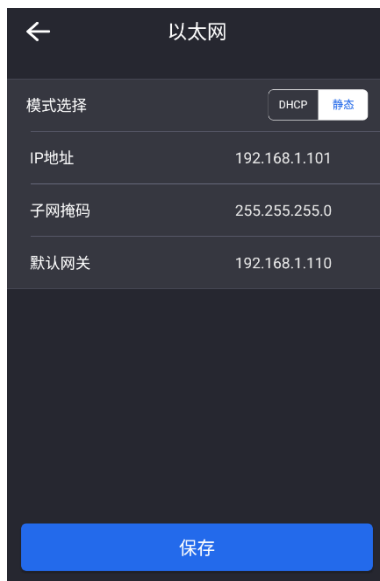 以太网
模式选择 DHCP 静态
IP地址 192.168.1.101
子网掩码 255.255.255.0
默认网关 192.168.1.110
保存